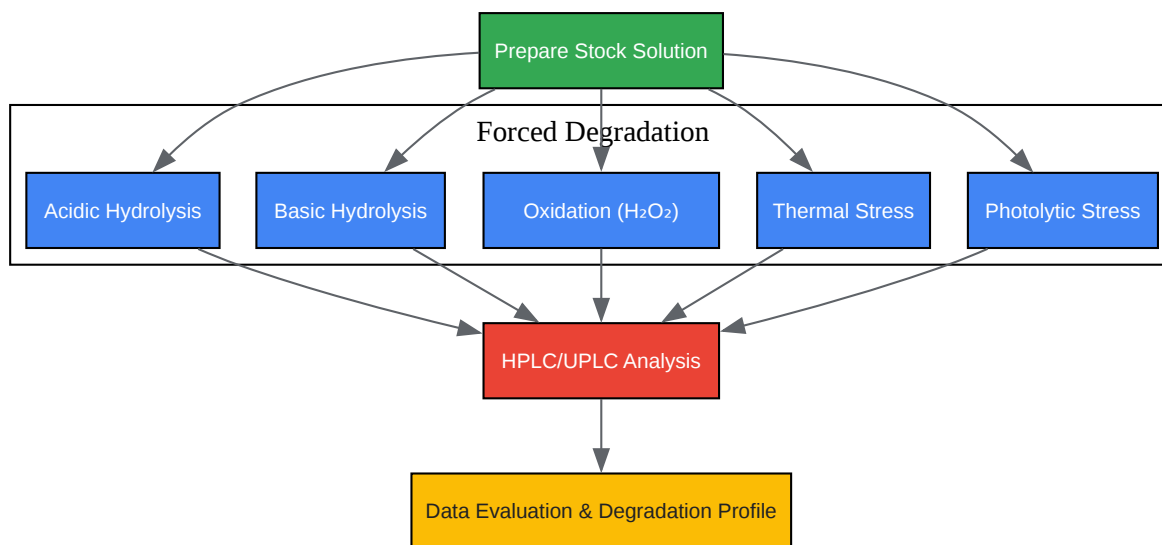 Prepare Stock Solution
Forced Degradation
Acidic Hydrolysis
Basic Hydrolysis
Oxidation (H₂O₂)
Thermal Stress
Photolytic Stress
HPLC/UPLC Analysis
Data Evaluation & Degradation Profile